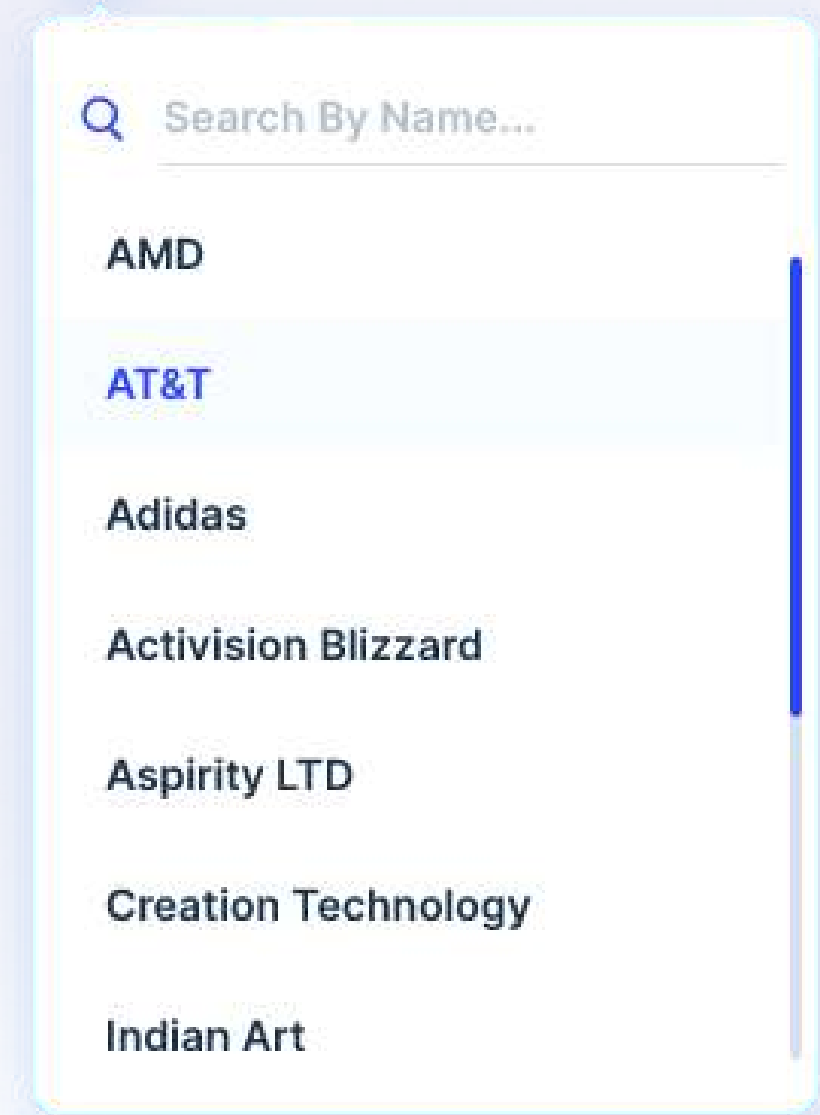 Search By Name...
AMD
AT&T
Adidas
Activision Blizzard
Aspirity LTD
Creation Technology
Indian Art